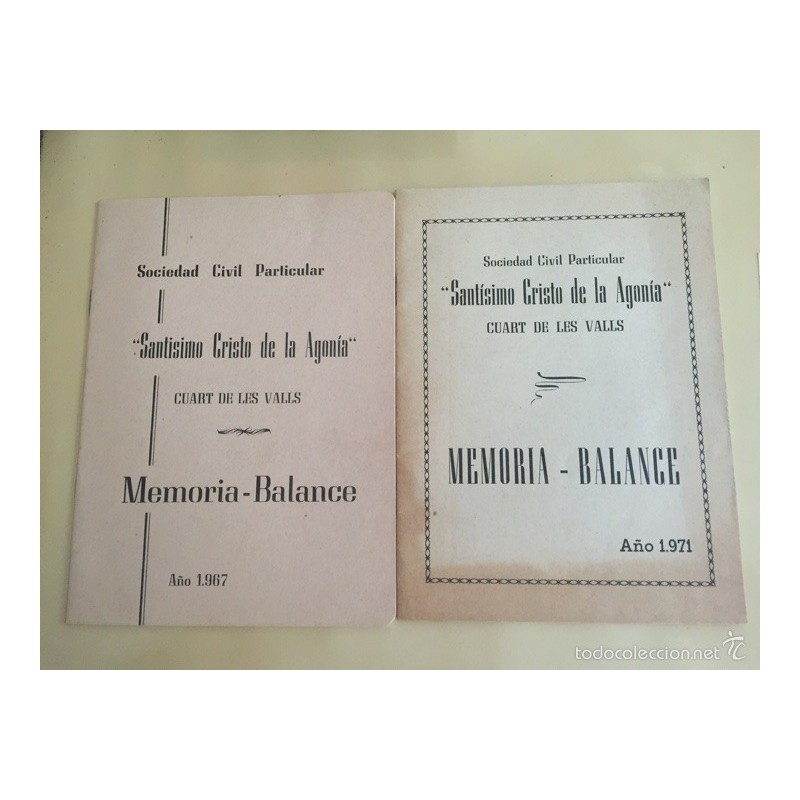 Sociedad Civil Particular
"Santisimo Cristo de la Agonía"
CUART DE LES VALLS
Memoria-Balance
Año 1.967
Sociedad Civil Particular
"Santísimo Cristo de la Agonía"
CUART DE LES VALLS
MEMORIA - BALANCE
Año 1.971
todocoleccion.net